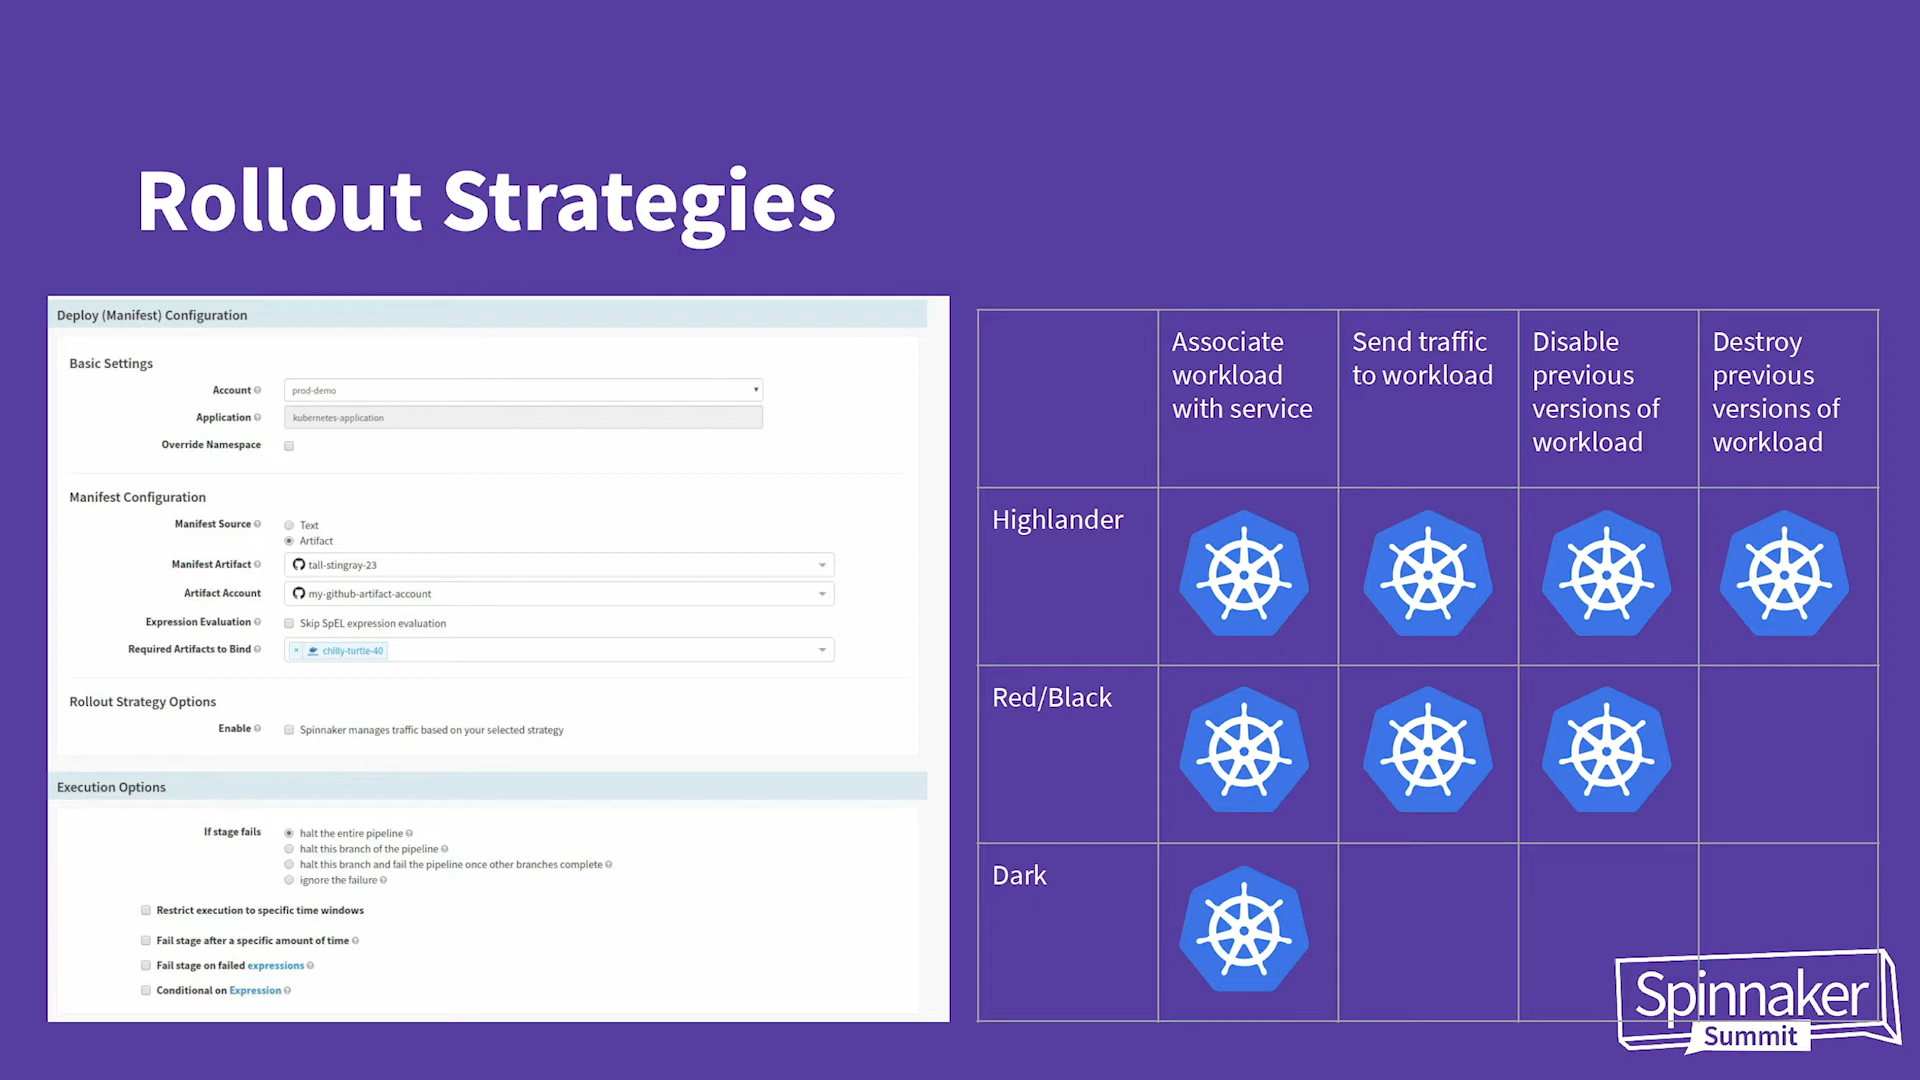 Rollout Strategies
Deploy (Manifest) Configuration
Basic Settings
Account
prod-demo
Application
kubernetes-application
Override Namespace
Manifest Configuration
Manifest Source
Text
Artifact
Manifest Artifact
tall-stingray-23
Artifact Account
my-github-artifact-account
Expression Evaluation
Skip SpEL expression evaluation
Required Artifacts to Bind
× chilly-turtle-40
Rollout Strategy Options
Enable
Spinnaker manages traffic based on your selected strategy
Execution Options
If stage fails
halt the entire pipeline
halt this branch of the pipeline
halt this branch and fail the pipeline once other branches complete
ignore the failure
Restrict execution to specific time windows
Fail stage after a specific amount of time
Fail stage on failed expressions
Conditional on Expression
Associate
workload
with service
Send traffic
to workload
Disable
previous
versions of
workload
Destroy
previous
versions of
workload
Highlander
Red/Black
Dark
Spinnaker
Summit